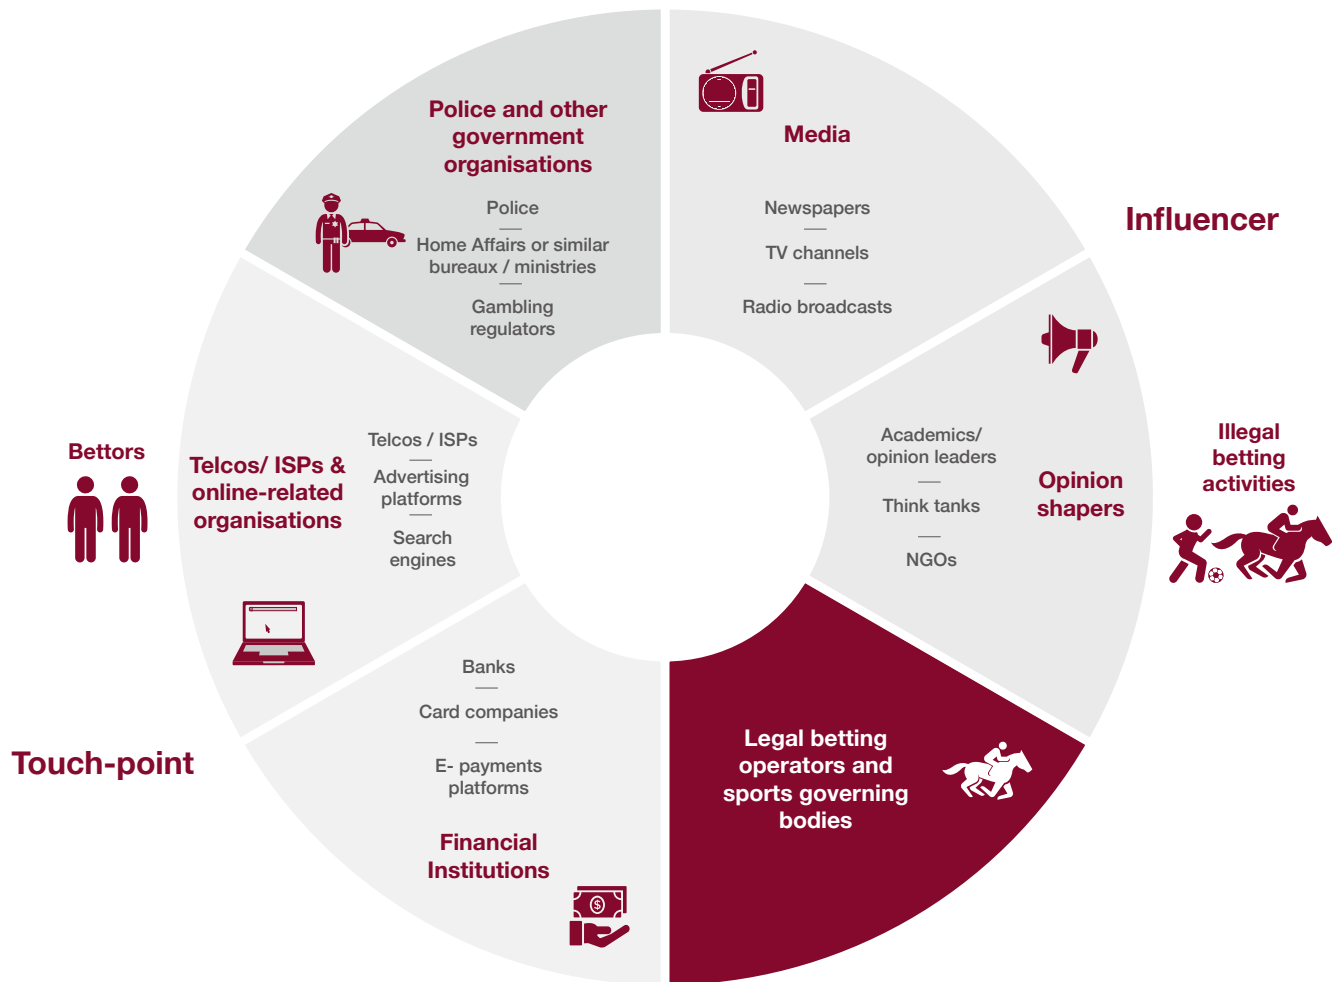 Police and other
government
organisations
Police
Home Affairs or similar
bureaux / ministries
Gambling
regulators
Media
Newspapers
TV channels
Radio broadcasts
Influencer
Bettors
Telcos/ ISPs &
online-related
organisations
Telcos / ISPs
Advertising
platforms
Search
engines
Academics/
opinion leaders
Think tanks
NGOs
Opinion
shapers
Illegal
betting
activities
Touch-point
Banks
Card companies
E- payments
platforms
Financial
Institutions
$
Legal betting
operators and
sports governing
bodies